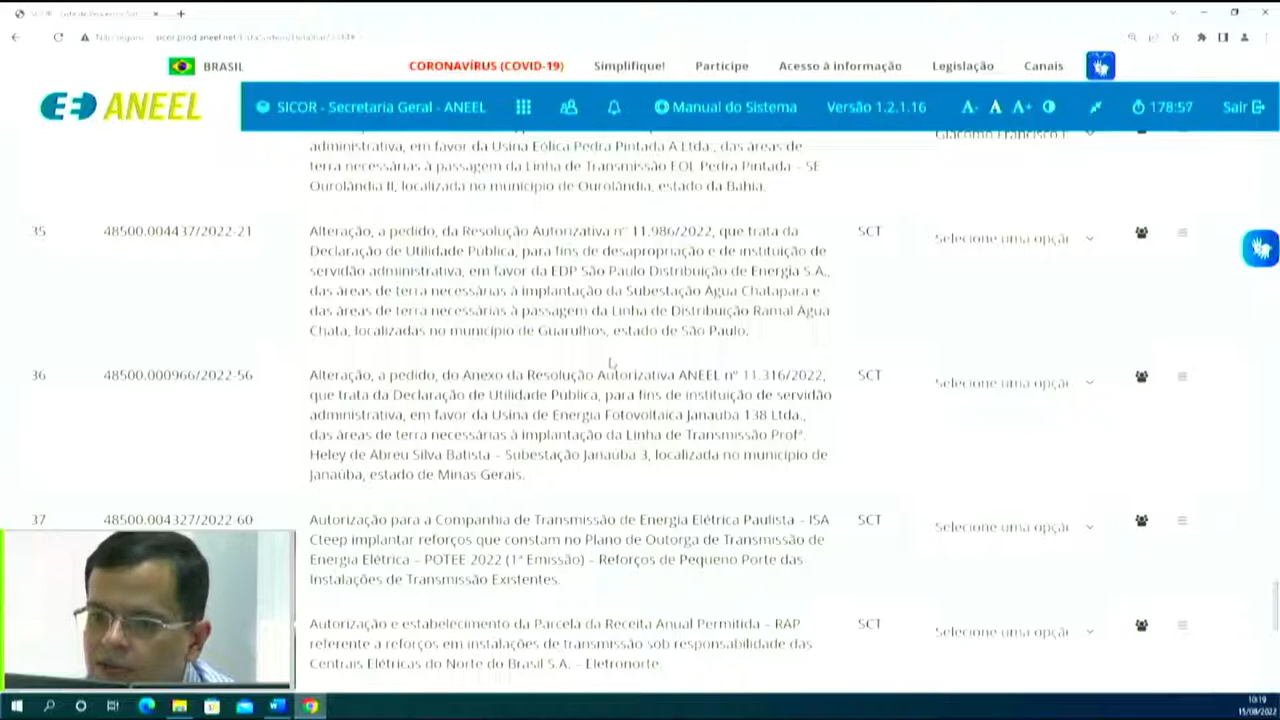 Não seguro
BRASIL
CORONAVÍRUS (COVID-19)
Simplifique!
Participe
Acesso à informação
Legislação
Canais
ANEEL
SICOR - Secretaria Geral - ANEEL
Manual do Sistema
Versão 1.2.1.16
A-
A
A+
178:57
Sair
administrativa, em favor da Usina Eólica Pedra Pintada A Ltda., das áreas de
terra necessárias à passagem da Linha de Transmissão EOL Pedra Pintada – SE
Ourolândia II, localizada no município de Ourolândia, estado da Bahia.
Giacomo Francisco
35
48500.004437/2022-21
Alteração, a pedido, da Resolução Autorizativa nº 11.986/2022, que trata da
Declaração de Utilidade Pública, para fins de desapropriação e de instituição de
servidão administrativa, em favor da EDP São Paulo Distribuição de Energia S.A.,
das áreas de terra necessárias à implantação da Subestação Água Chatapara e
das áreas de terra necessárias à passagem da Linha de Distribuição Ramal Água
Chata, localizadas no município de Guarulhos, estado de São Paulo.
SCT
Selecione uma opçã
36
48500.000966/2022-56
Alteração, a pedido, do Anexo da Resolução Autorizativa ANEEL nº 11.316/2022,
que trata da Declaração de Utilidade Pública, para fins de instituição de servidão
administrativa, em favor da Usina de Energia Fotovoltaica Janaúba 138 Ltda.,
das áreas de terra necessárias à implantação da Linha de Transmissão Profª.
Heley de Abreu Silva Batista – Subestação Janaúba 3, localizada no município de
Janaúba, estado de Minas Gerais.
SCT
Selecione uma opçã
37
48500.004327/2022-60
Autorização para a Companhia de Transmissão de Energia Elétrica Paulista – ISA
Cteep implantar reforços que constam no Plano de Outorga de Transmissão de
Energia Elétrica – POTEE 2022 (1ª Emissão) – Reforços de Pequeno Porte das
Instalações de Transmissão Existentes.
SCT
Selecione uma opçã
Autorização e estabelecimento da Parcela da Receita Anual Permitida – RAP
referente a reforços em instalações de transmissão sob responsabilidade das
Centrais Elétricas do Norte do Brasil S.A. – Eletronorte.
SCT
Selecione uma opçã
10:19
15/08/2022